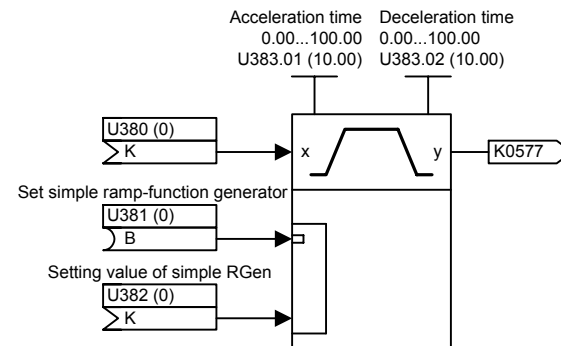 Acceleration time
0.00...100.00
U383.01 (10.00)
Deceleration time
0.00...100.00
U383.02 (10.00)
U380 (0)
K
x
y
K0577
Set simple ramp-function generator
U381 (0)
B
Setting value of simple RGen
U382 (0)
K